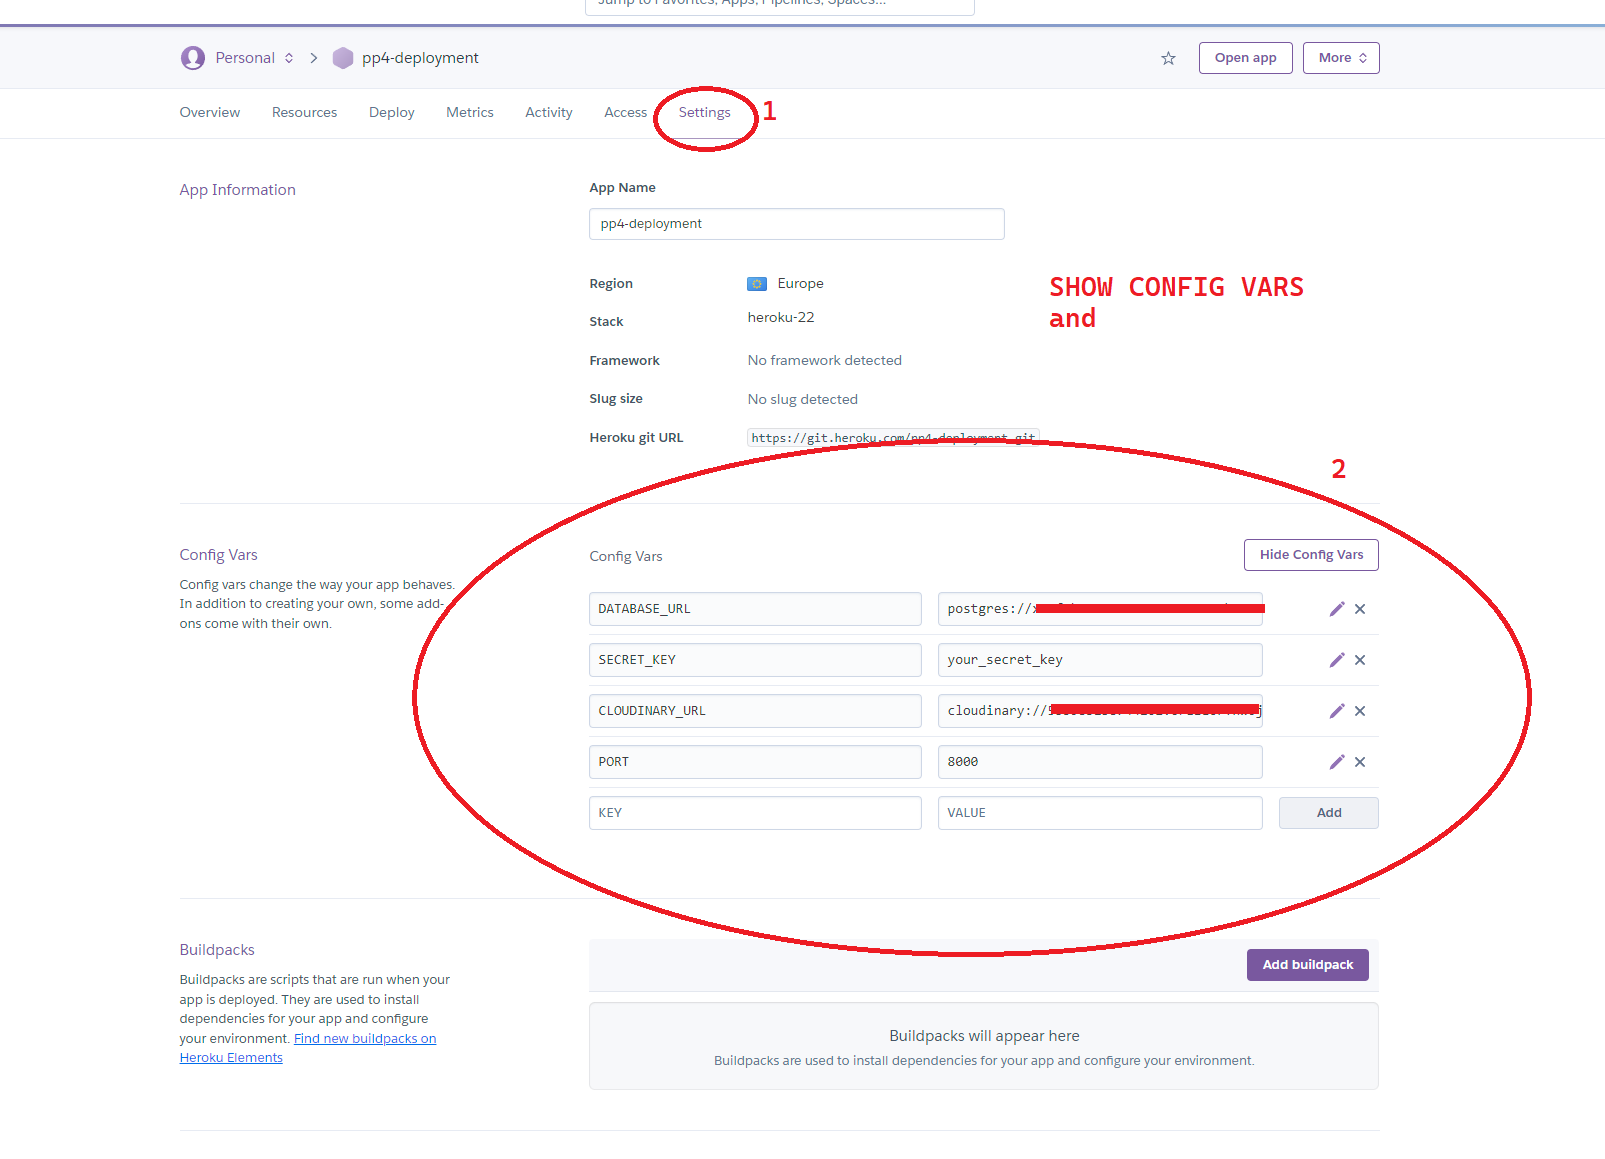 Jump to Favorites, Apps, Pipelines, Spaces...
Personal
pp4-deployment
Open app
More
Overview
Resources
Deploy
Metrics
Activity
Access
Settings
1
App Information
App Name
pp4-deployment
Region
Europe
Stack
heroku-22
Framework
No framework detected
Slug size
No slug detected
Heroku git URL
https://git.heroku.com/pp4-deployment.git
SHOW CONFIG VARS
and
2
Config Vars
Config vars change the way your app behaves.
In addition to creating your own, some add-
ons come with their own.
Config Vars
Hide Config Vars
DATABASE_URL
postgres://
SECRET_KEY
your_secret_key
CLOUDINARY_URL
cloudinary://
PORT
8000
KEY
VALUE
Add
Buildpacks
Buildpacks are scripts that are run when your
app is deployed. They are used to install
dependencies for your app and configure
your environment. Find new buildpacks on
Heroku Elements
Add buildpack
Buildpacks will appear here
Buildpacks are used to install dependencies for your app and configure your environment.